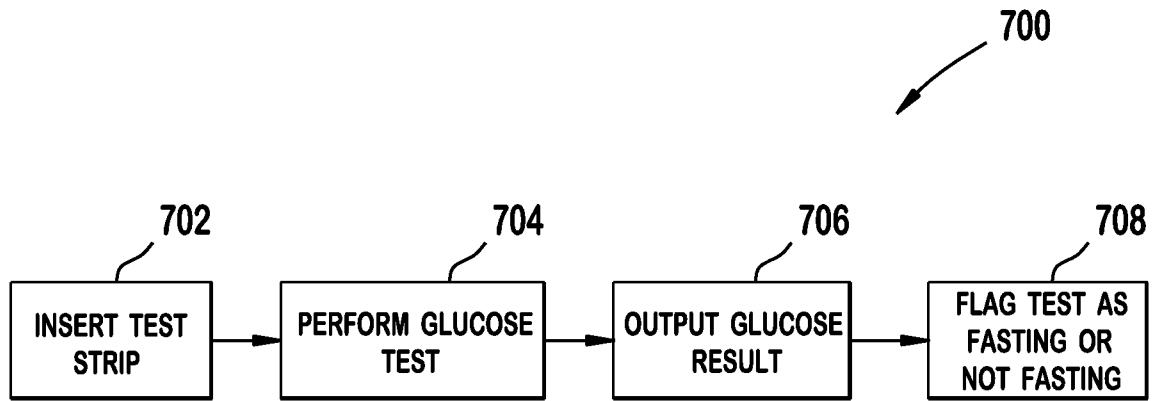 700
702
704
706
708
INSERT TEST
STRIP
PERFORM GLUCOSE
TEST
OUTPUT GLUCOSE
RESULT
FLAG TEST AS
FASTING OR
NOT FASTING